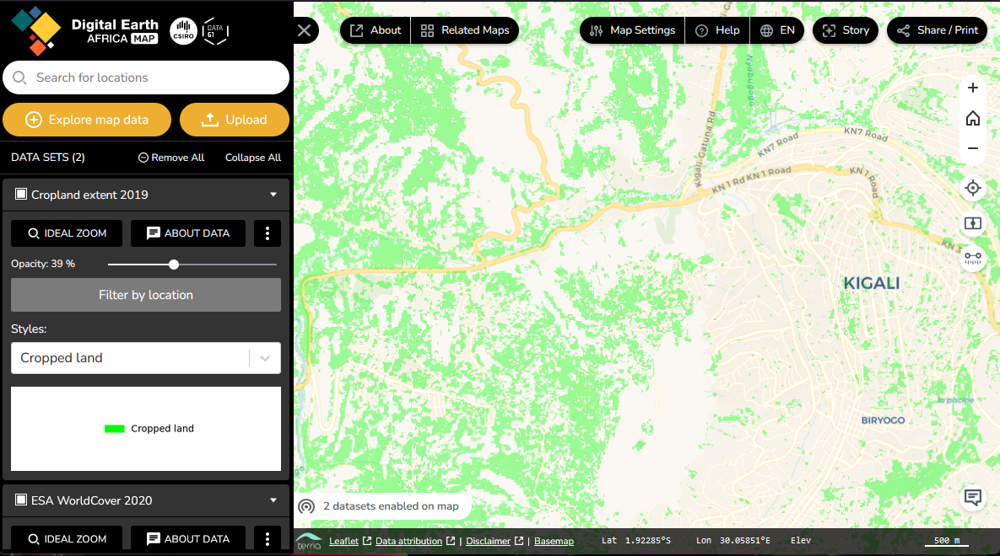 Digital Earth
AFRICA MAP
CSIRO
DATA
61
About
Related Maps
Map Settings
Help
EN
Story
Share / Print
Search for locations
Explore map data
Upload
DATA SETS (2)
Remove All
Collapse All
Cropland extent 2019
IDEAL ZOOM
ABOUT DATA
Opacity: 39 %
Filter by location
Styles:
Cropped land
Cropped land
ESA WorldCover 2020
IDEAL ZOOM
ABOUT DATA
Nyabugogo
Kigali-Gatuna Rd
KN7 Road
KN7 Road
KN 1 Rd
KN 1 Road
KN 1 Road
KN 3
KIGALI
la piscine
BIRYOGO
2 datasets enabled on map
terria
Leaflet | Data attribution | Disclaimer | Basemap
Lat 1.92285°S Lon 30.05851°E Elev
500 m